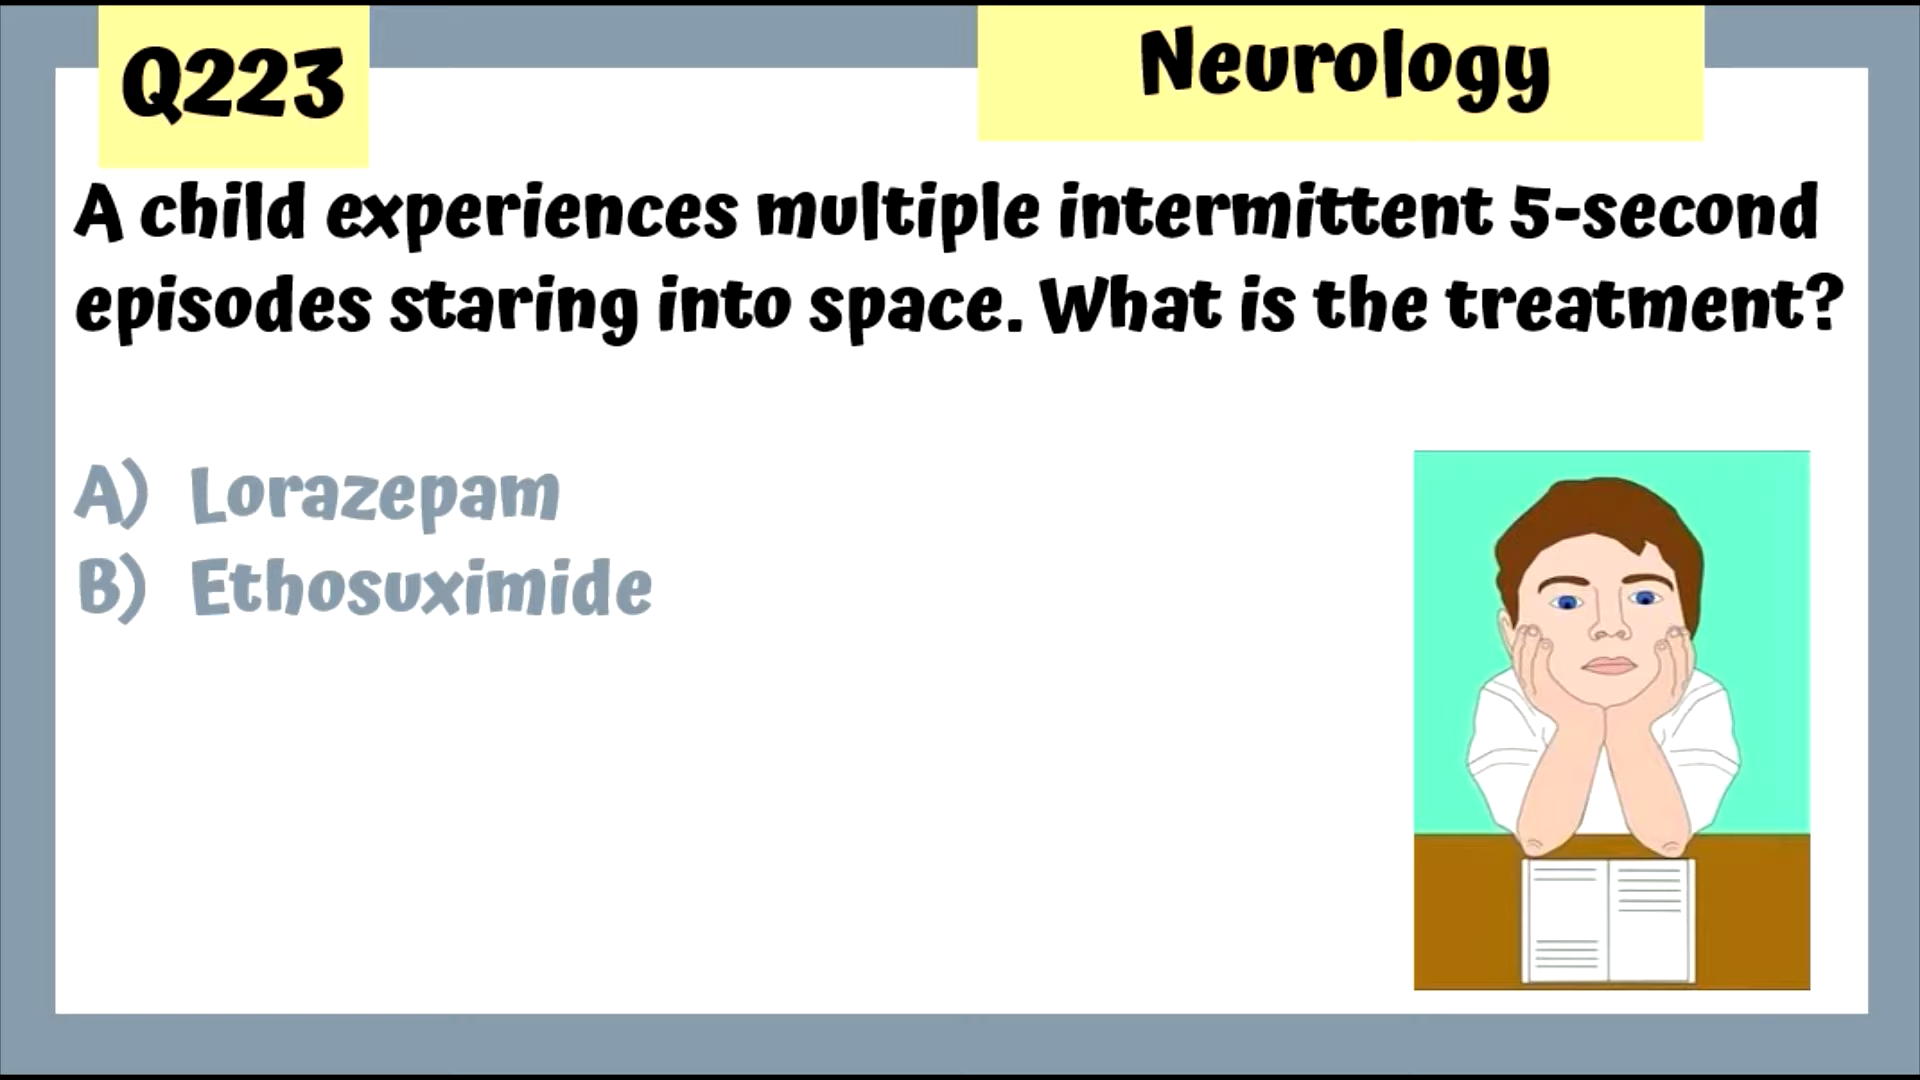 Q223
Neurology
A child experiences multiple intermittent 5-second
episodes staring into space. What is the treatment?
A) Lorazepam
B) Ethosuximide